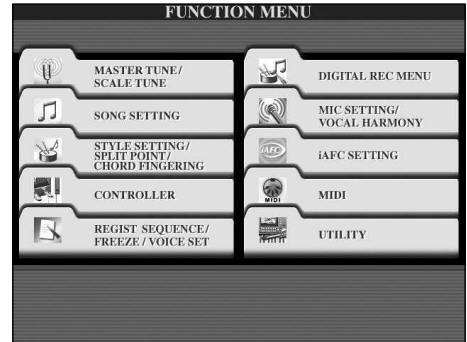 FUNCTION MENU
MASTER TUNE/
SCALE TUNE
SONG SETTING
STYLE SETTING/
SPLIT POINT/
CHORD FINGERING
CONTROLLER
REGIST SEQUENCE/
FREEZE / VOICE SET
DIGITAL REC MENU
MIC SETTING/
VOCAL HARMONY
iAFC
iAFC SETTING
MIDI
MIDI
UTILITY